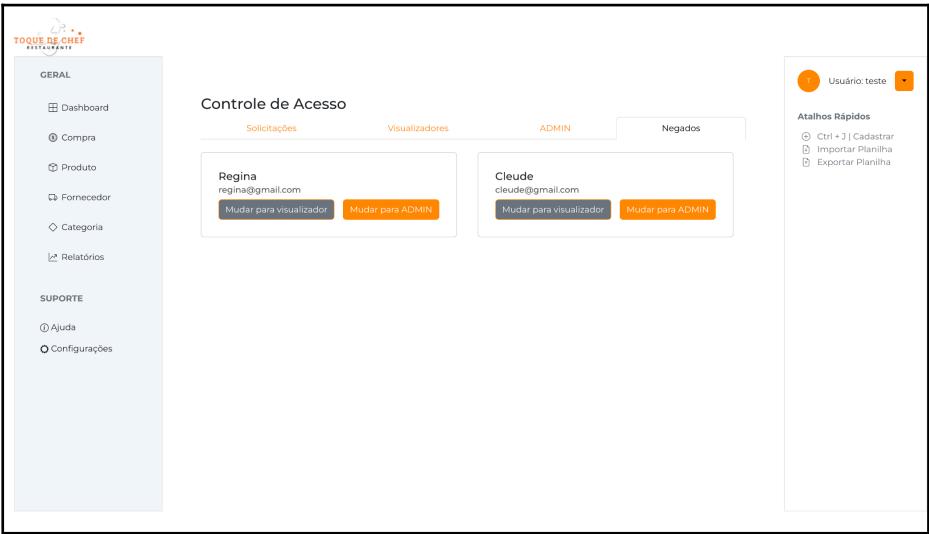 TOQUE DE CHEF
RESTAURANTE
GERAL
Dashboard
Compra
Produto
Fornecedor
Categoria
Relatórios
SUPORTE
Ajuda
Configurações
Controle de Acesso
Solicitações
Visualizadores
ADMIN
Negados
Regina
regina@gmail.com
Mudar para visualizador
Mudar para ADMIN
Cleude
cleude@gmail.com
Mudar para visualizador
Mudar para ADMIN
T
Usuário: teste
Atalhos Rápidos
Ctrl + J | Cadastrar
Importar Planilha
Exportar Planilha